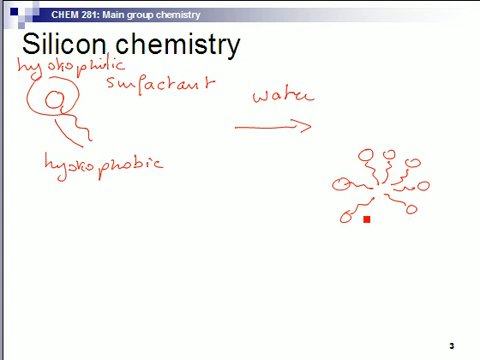 CHEM 281: Main group chemistry
Silicon chemistry
hydrophilic
surfactant
water
hydrophobic
3